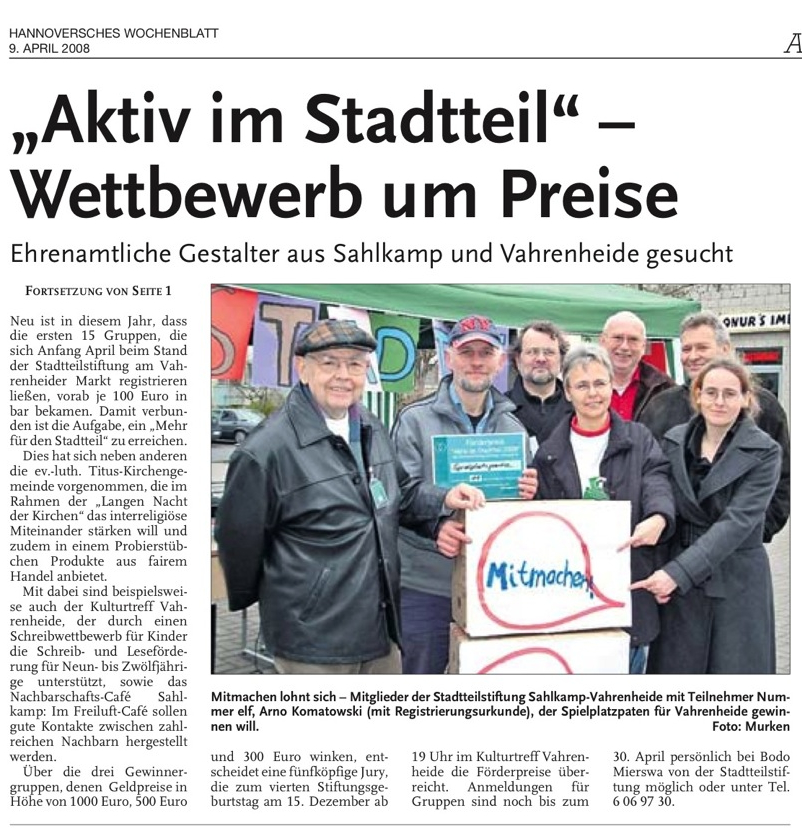 HANNOVERSCHES WOCHENBLATT
9. APRIL 2008
A
„Aktiv im Stadtteil“ –
Wettbewerb um Preise
Ehrenamtliche Gestalter aus Sahlkamp und Vahrenheide gesucht
FORTSETZUNG VON SEITE 1
Neu ist in diesem Jahr, dass
die ersten 15 Gruppen, die
sich Anfang April beim Stand
der Stadtteilstiftung am Vah-
renheider Markt registrieren
ließen, vorab je 100 Euro in
bar bekamen. Damit verbun-
den ist die Aufgabe, ein „Mehr
für den Stadtteil“ zu erreichen.
Dies hat sich neben anderen
die ev.-luth. Titus-Kirchenge-
meinde vorgenommen, die im
Rahmen der „Langen Nacht
der Kirchen“ das interreligiöse
Miteinander stärken will und
zudem in einem Probierstüb-
chen Produkte aus fairem
Handel anbietet.
Mit dabei sind beispielswei-
se auch der Kulturtreff Vah-
renheide, der durch einen
Schreibwettbewerb für Kinder
die Schreib- und Leseförde-
rung für Neun- bis Zwölfjähri-
ge unterstützt, sowie das
Nachbarschafts-Café Sahl-
kamp: Im Freiluft-Café sollen
gute Kontakte zwischen zahl-
reichen Nachbarn hergestellt
werden.
Über die drei Gewinner-
gruppen, denen Geldpreise in
Höhe von 1000 Euro, 500 Euro
STAD
ONUR'S IM
Förderpreis
Mitmachen!
Mitmachen lohnt sich – Mitglieder der Stadtteilstiftung Sahlkamp-Vahrenheide mit Teilnehmer Num-
mer elf, Arno Komatowski (mit Registrierungsurkunde), der Spielplatzpaten für Vahrenheide gewin-
nen will. Foto: Murken
und 300 Euro winken, ent-
scheidet eine fünfköpfige Jury,
die zum vierten Stiftungsge-
burtstag am 15. Dezember ab
19 Uhr im Kulturtreff Vahren-
heide die Förderpreise über-
reicht. Anmeldungen für
Gruppen sind noch bis zum
30. April persönlich bei Bodo
Mierswa von der Stadtteilstif-
tung möglich oder unter Tel.
6 06 97 30.